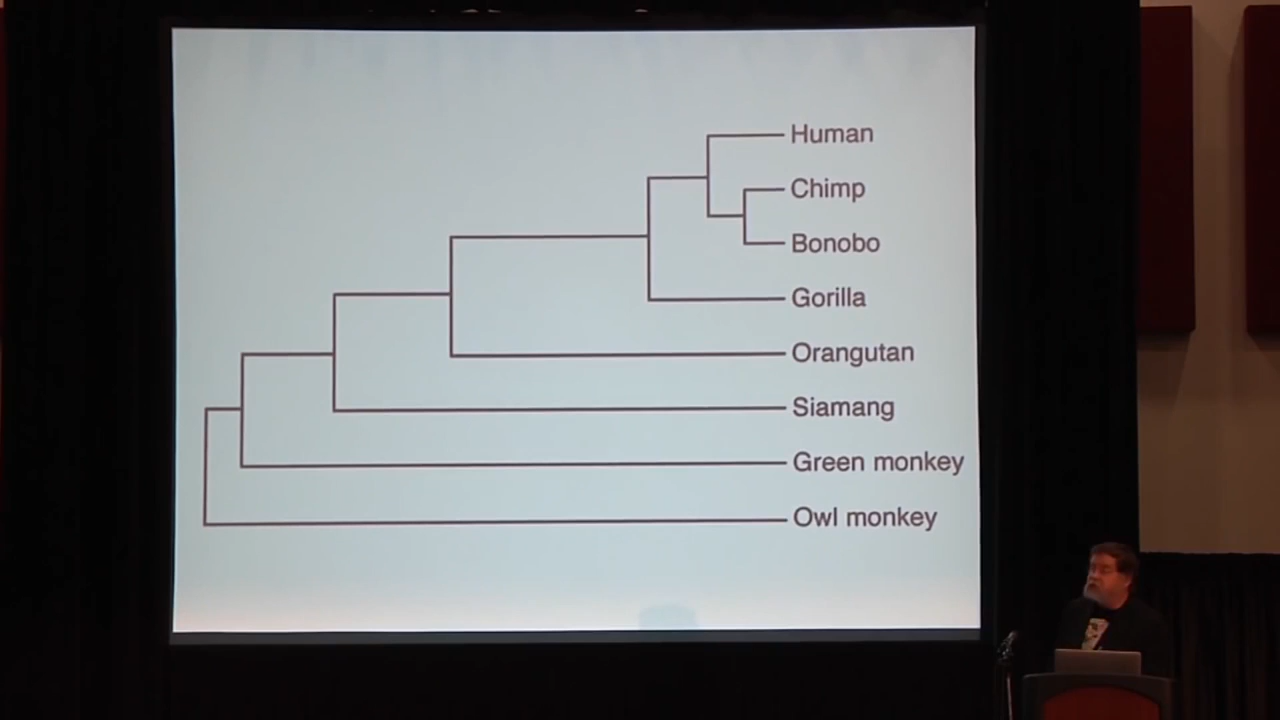 Human
Chimp
Bonobo
Gorilla
Orangutan
Siamang
Green monkey
Owl monkey